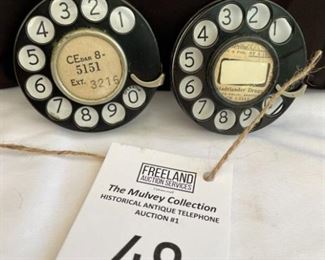 1 2 3 4 5 6 7 8 9 0
CEDAR 8-
5151
EXT. 3216
1 2 3 4 5 6 7 8 9 0
FREELAND
AUCTION SERVICES
The Mulvey Collection
HISTORICAL ANTIQUE TELEPHONE
AUCTION #1
49